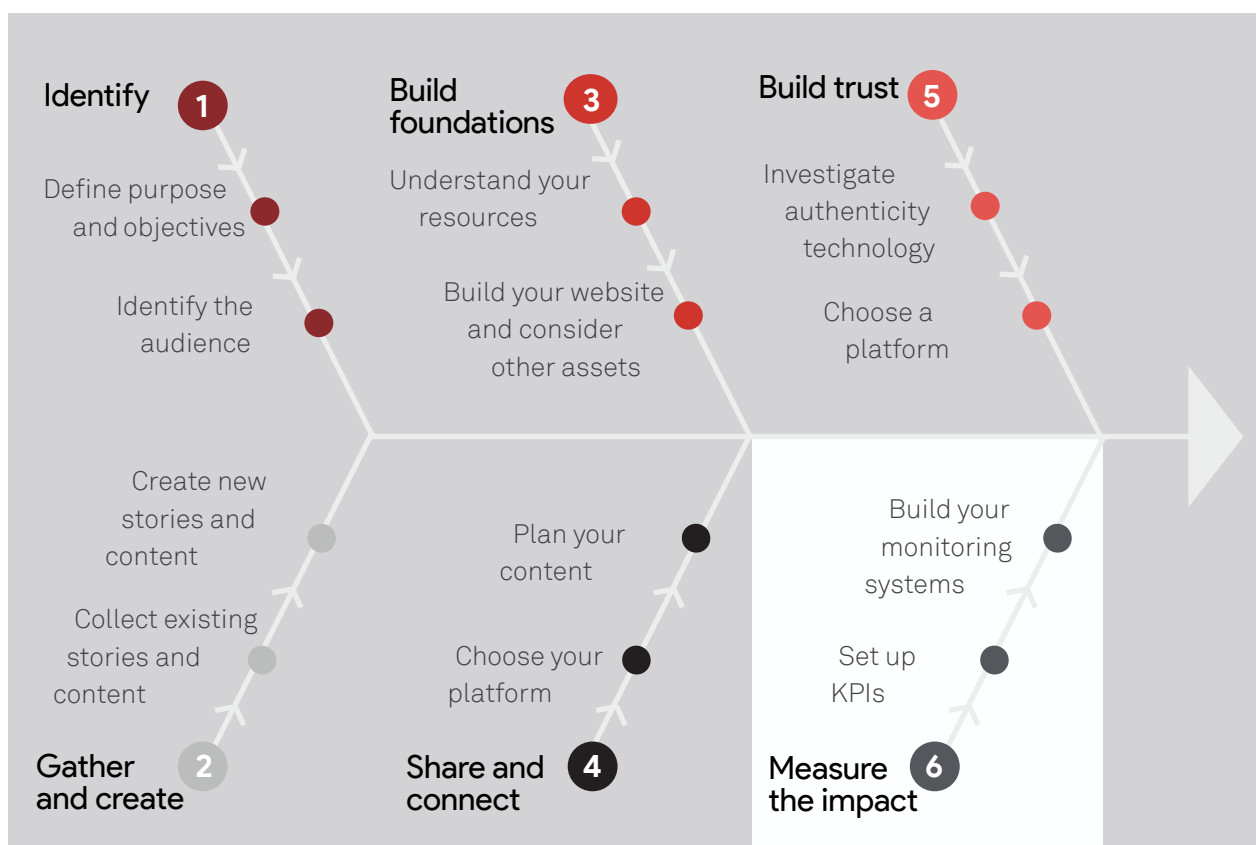 Identify
1
Define purpose
and objectives
Identify the
audience
Build
foundations
3
Understand your
resources
Build your website
and consider
other assets
Build trust
5
Investigate
authenticity
technology
Choose a
platform
Create new
stories and
content
Collect existing
stories and
content
Gather
and create
2
Plan your
content
Choose your
platform
Share and
connect
4
Build your
monitoring
systems
Set up
KPIs
Measure
the impact
6